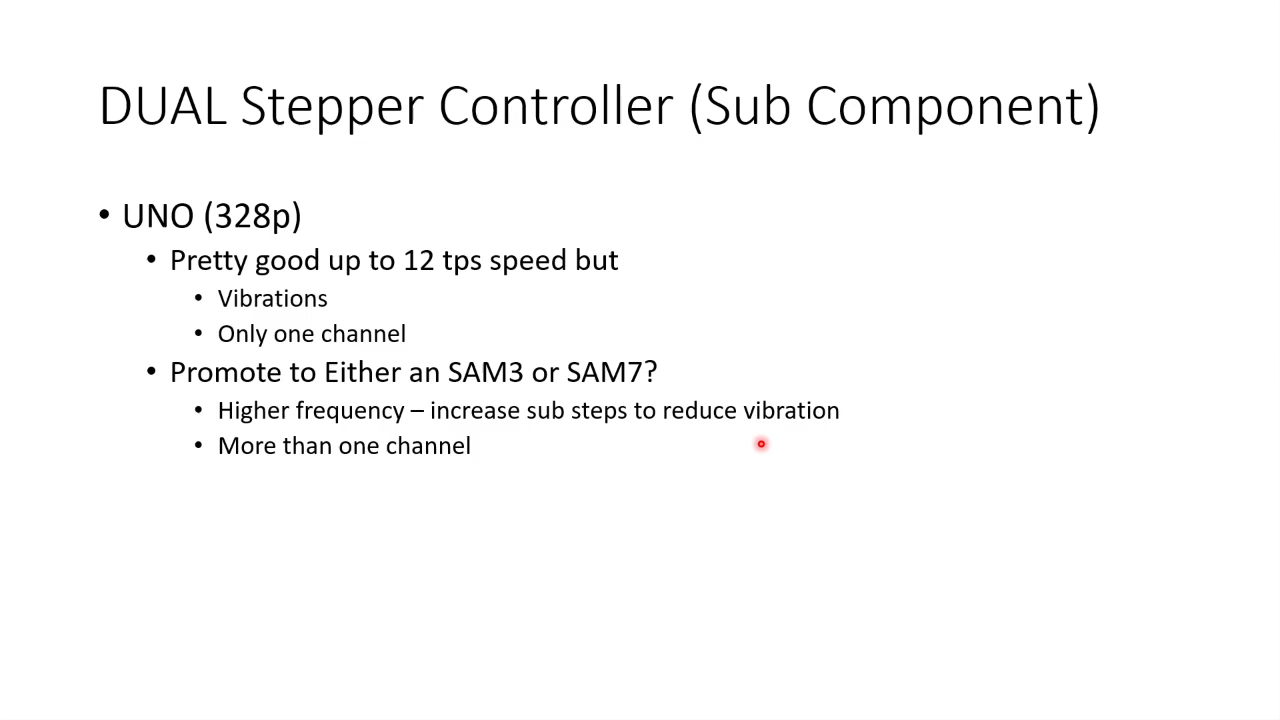 DUAL Stepper Controller (Sub Component)
• UNO (328p)
• Pretty good up to 12 tps speed but
• Vibrations
• Only one channel
• Promote to Either an SAM3 or SAM7?
• Higher frequency – increase sub steps to reduce vibration
• More than one channel